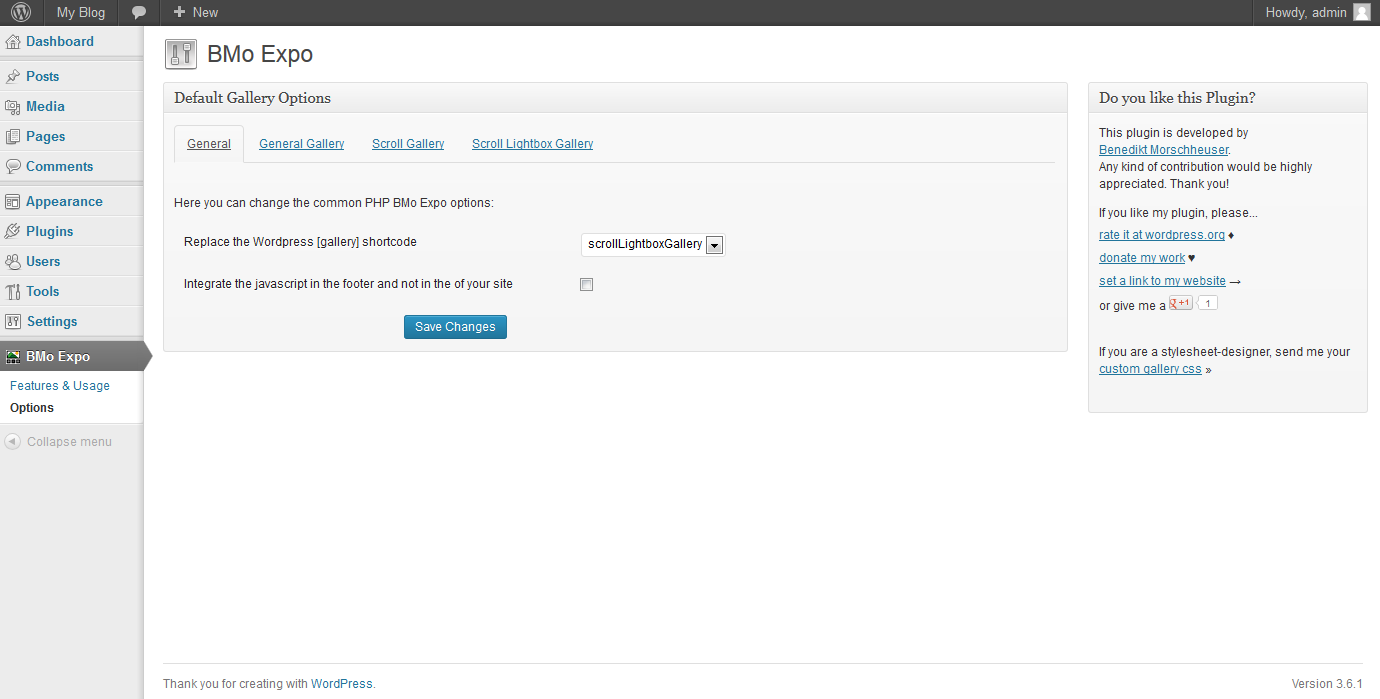 My Blog
New
Howdy, admin
Dashboard
Posts
Media
Pages
Comments
Appearance
Plugins
Users
Tools
Settings
BMo Expo
Features & Usage
Options
Collapse menu
BMo Expo
Default Gallery Options
General
General Gallery
Scroll Gallery
Scroll Lightbox Gallery
Here you can change the common PHP BMo Expo options:
Replace the Wordpress [gallery] shortcode
scrollLightboxGallery
Integrate the javascript in the footer and not in the of your site
Save Changes
Do you like this Plugin?
This plugin is developed by
Benedikt Morschheuser.
Any kind of contribution would be highly
appreciated. Thank you!
If you like my plugin, please...
rate it at wordpress.org ♦
donate my work ♥
set a link to my website →
or give me a g +1 1
If you are a stylesheet-designer, send me your
custom gallery css »
Thank you for creating with WordPress.
Version 3.6.1